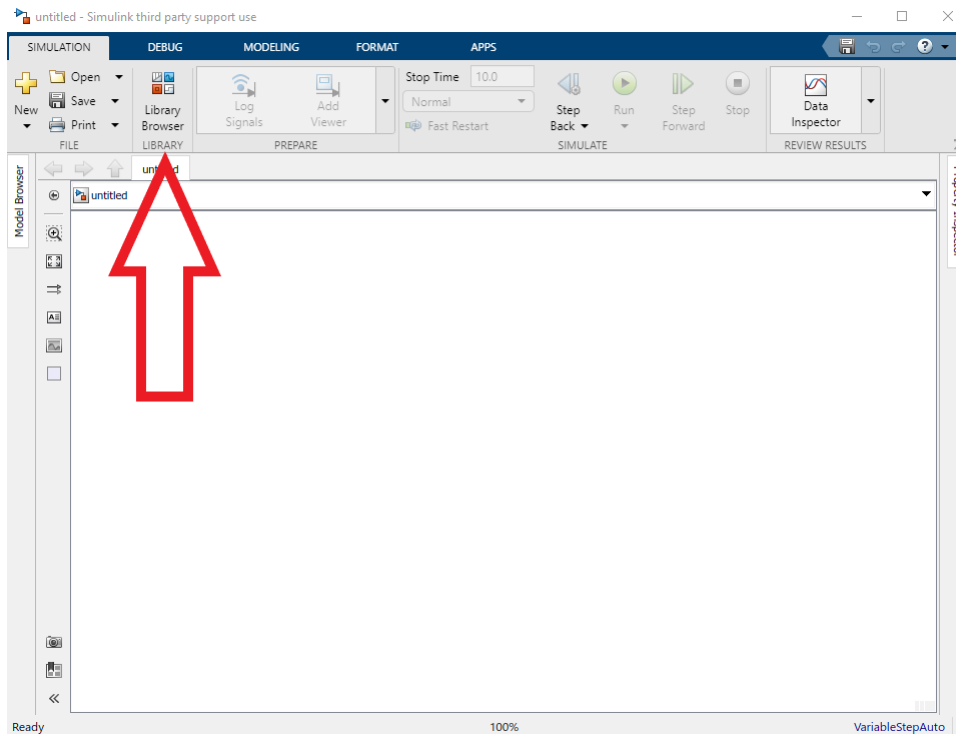 untitled - Simulink third party support use
SIMULATION DEBUG MODELING FORMAT APPS
New
Open
Save
Print
FILE
Library
Browser
LIBRARY
Log
Signals
Add
Viewer
PREPARE
Stop Time 10.0
Normal
Fast Restart
Step
Back
Run
Step
Forward
Stop
SIMULATE
Data
Inspector
REVIEW RESULTS
Model Browser
untitled
Ready
100%
VariableStepAuto